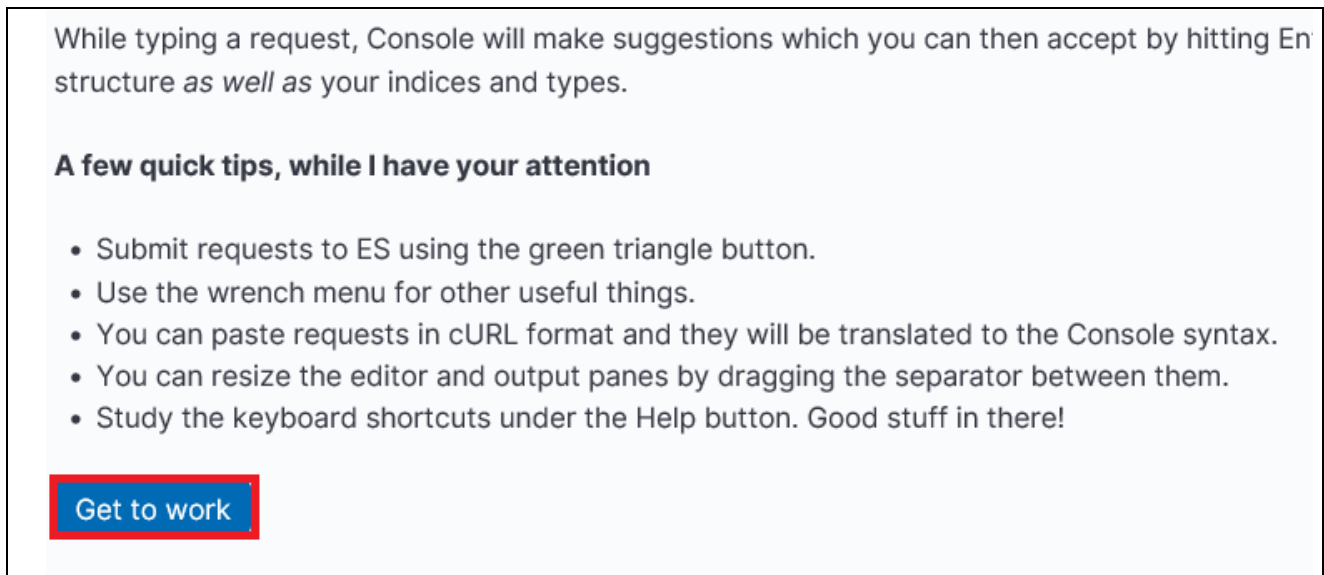 While typing a request, Console will make suggestions which you can then accept by hitting
structure as well as your indices and types.
A few quick tips, while I have your attention
• Submit requests to ES using the green triangle button.
• Use the wrench menu for other useful things.
• You can paste requests in cURL format and they will be translated to the Console syntax.
• You can resize the editor and output panes by dragging the separator between them.
• Study the keyboard shortcuts under the Help button. Good stuff in there!
Get to work